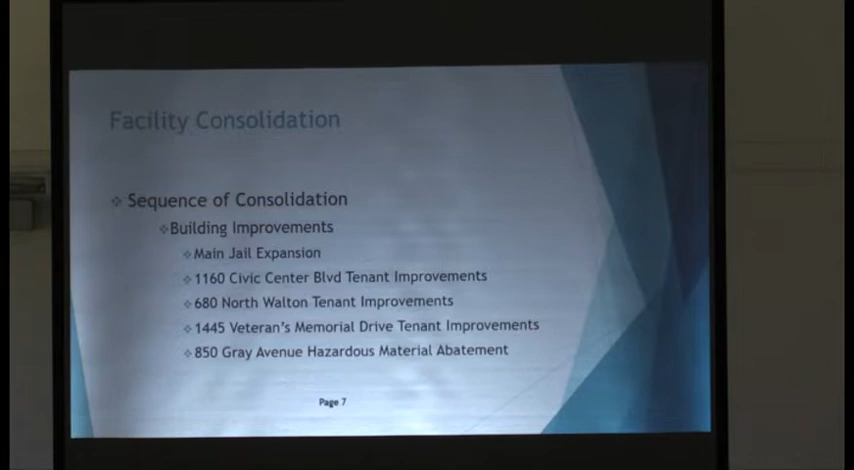 Facility Consolidation
Sequence of Consolidation
Building Improvements
Main Jail Expansion
1160 Civic Center Blvd Tenant Improvements
680 North Walton Tenant Improvements
1445 Veteran's Memorial Drive Tenant Improvements
850 Gray Avenue Hazardous Material Abatement
Page 7